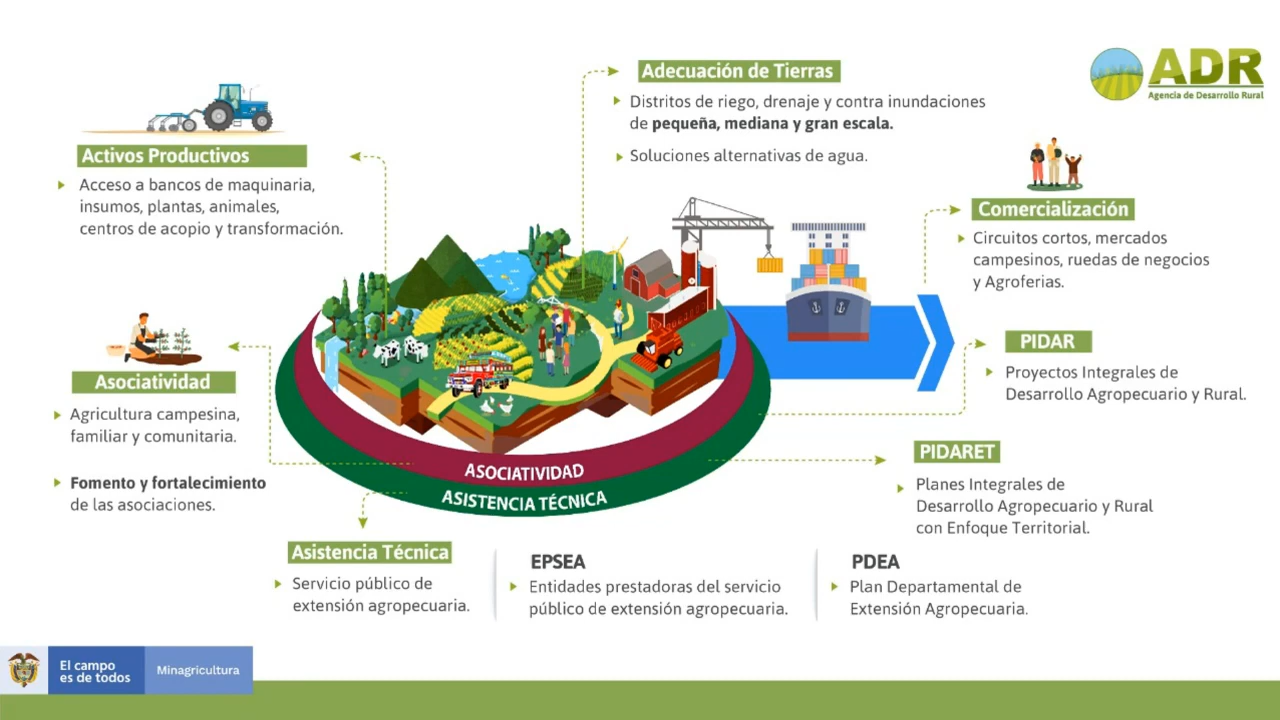 Adecuación de Tierras
Distritos de riego, drenaje y contra inundaciones
de pequeña, mediana y gran escala.
Soluciones alternativas de agua.
ADR
Agencia de Desarrollo Rural
Activos Productivos
Acceso a bancos de maquinaria,
insumos, plantas, animales,
centros de acopio y transformación.
Comercialización
Circuitos cortos, mercados
campesinos, ruedas de negocios
y Agroferias.
Asociatividad
Agricultura campesina,
familiar y comunitaria.
Fomento y fortalecimiento
de las asociaciones.
PIDAR
Proyectos Integrales de
Desarrollo Agropecuario y Rural.
ASOCIATIVIDAD
ASISTENCIA TÉCNICA
PIDARET
Planes Integrales de
Desarrollo Agropecuario y Rural
con Enfoque Territorial.
Asistencia Técnica
Servicio público de
extensión agropecuaria.
EPSEA
Entidades prestadoras del servicio
público de extensión agropecuaria.
PDEA
Plan Departamental de
Extensión Agropecuaria.
El campo
es de todos
Minagricultura